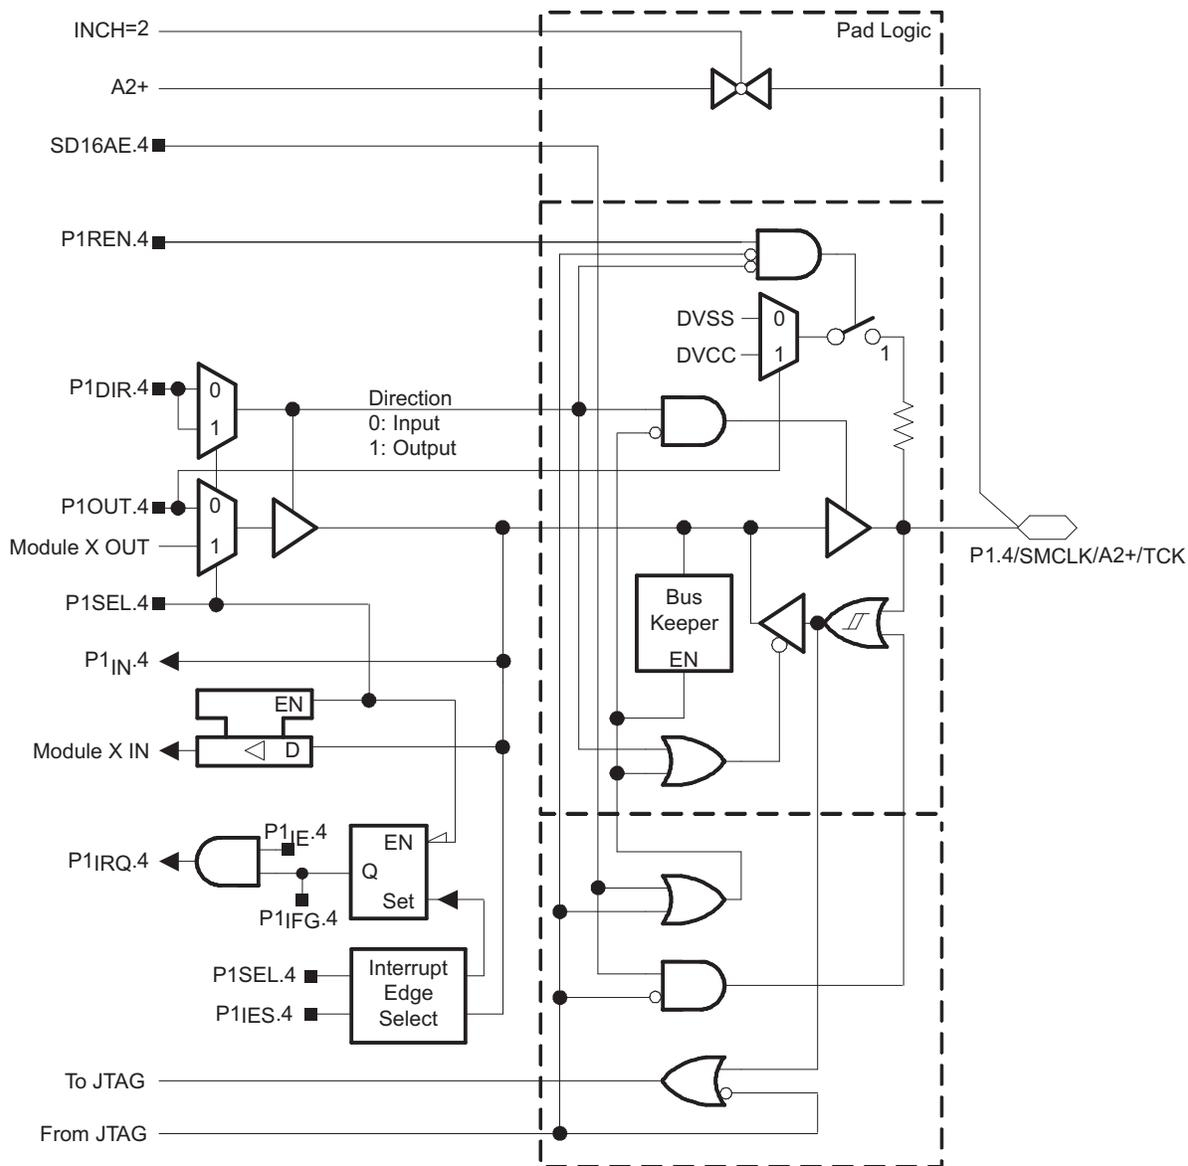 INCH=2
Pad Logic
A2+
SD16AE.4
P1REN.4
DVSS
0
DVCC
1
1
P1DIR.4
0
1
Direction
0: Input
1: Output
P1OUT.4
0
Module X OUT
1
P1.4/SMCLK/A2+/TCK
P1SEL.4
Bus
Keeper
EN
P1IN.4
EN
Module X IN
D
P1IE.4
EN
P1IRQ.4
Q
Set
P1IFG.4
P1SEL.4
Interrupt
Edge
Select
P1IES.4
To JTAG
From JTAG